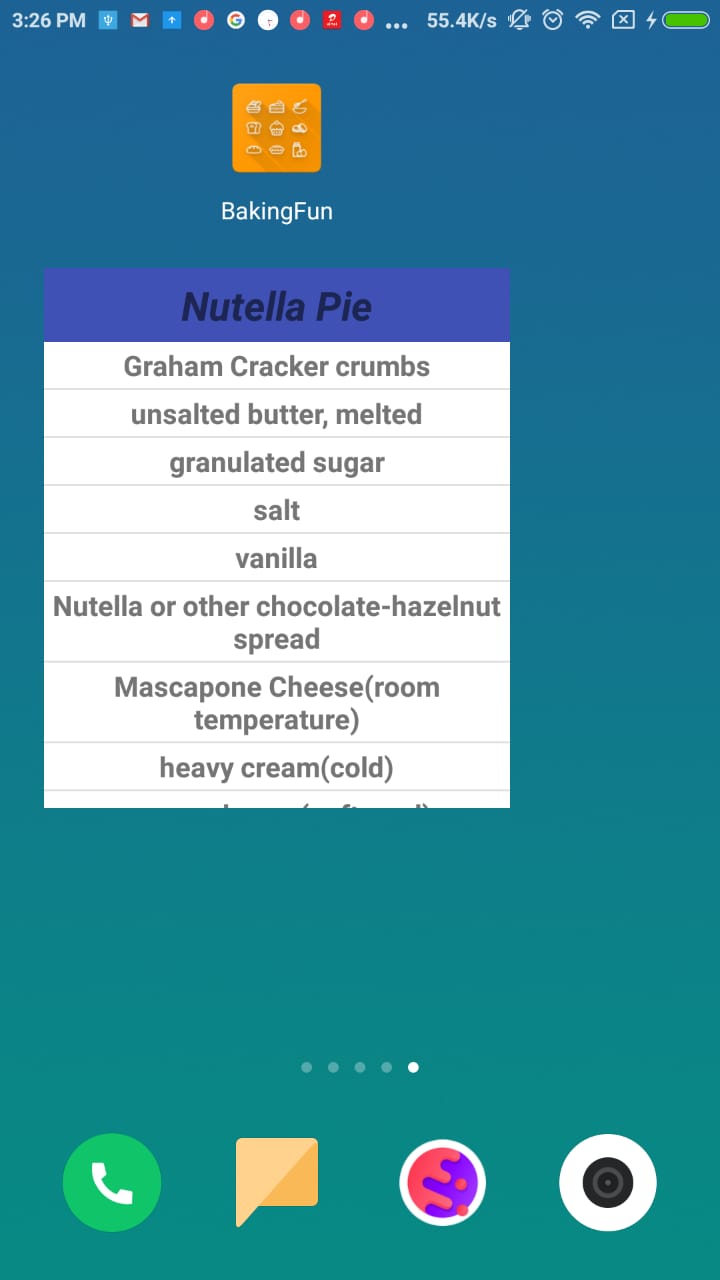 3:26 PM
55.4K/s
BakingFun
Nutella Pie
Graham Cracker crumbs
unsalted butter, melted
granulated sugar
salt
vanilla
Nutella or other chocolate-hazelnut
spread
Mascapone Cheese(room
temperature)
heavy cream(cold)